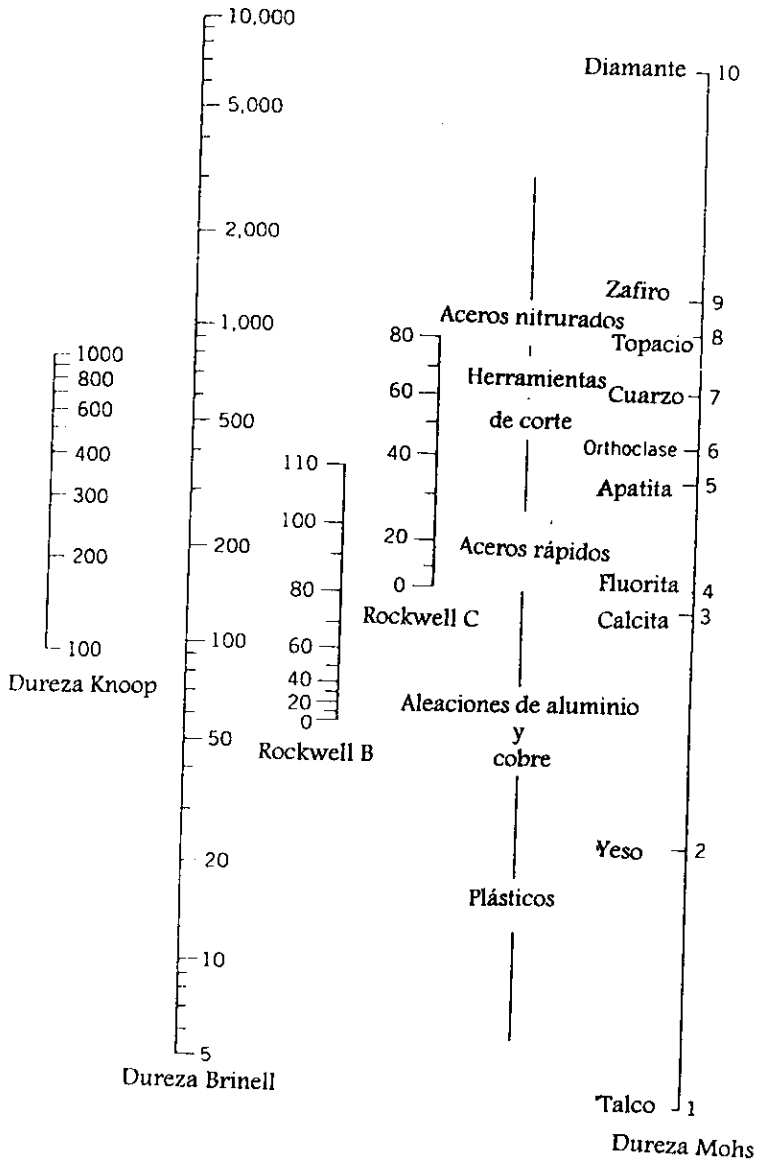 10,000
5,000
2,000
1,000
500
200
100
50
20
10
5
Dureza Brinell
1000
800
600
400
300
200
100
Dureza Knoop
110
100
80
60
40
20
0
Rockwell B
80
60
40
20
0
Rockwell C
Aceros nitrurados
Herramientas
de corte
Aceros rápidos
Aleaciones de aluminio
y
cobre
Plásticos
Diamante 10
Zafiro 9
Topacio 8
Cuarzo 7
Orthoclase 6
Apatita 5
Fluorita 4
Calcita 3
Yeso 2
Talco 1
Dureza Mohs